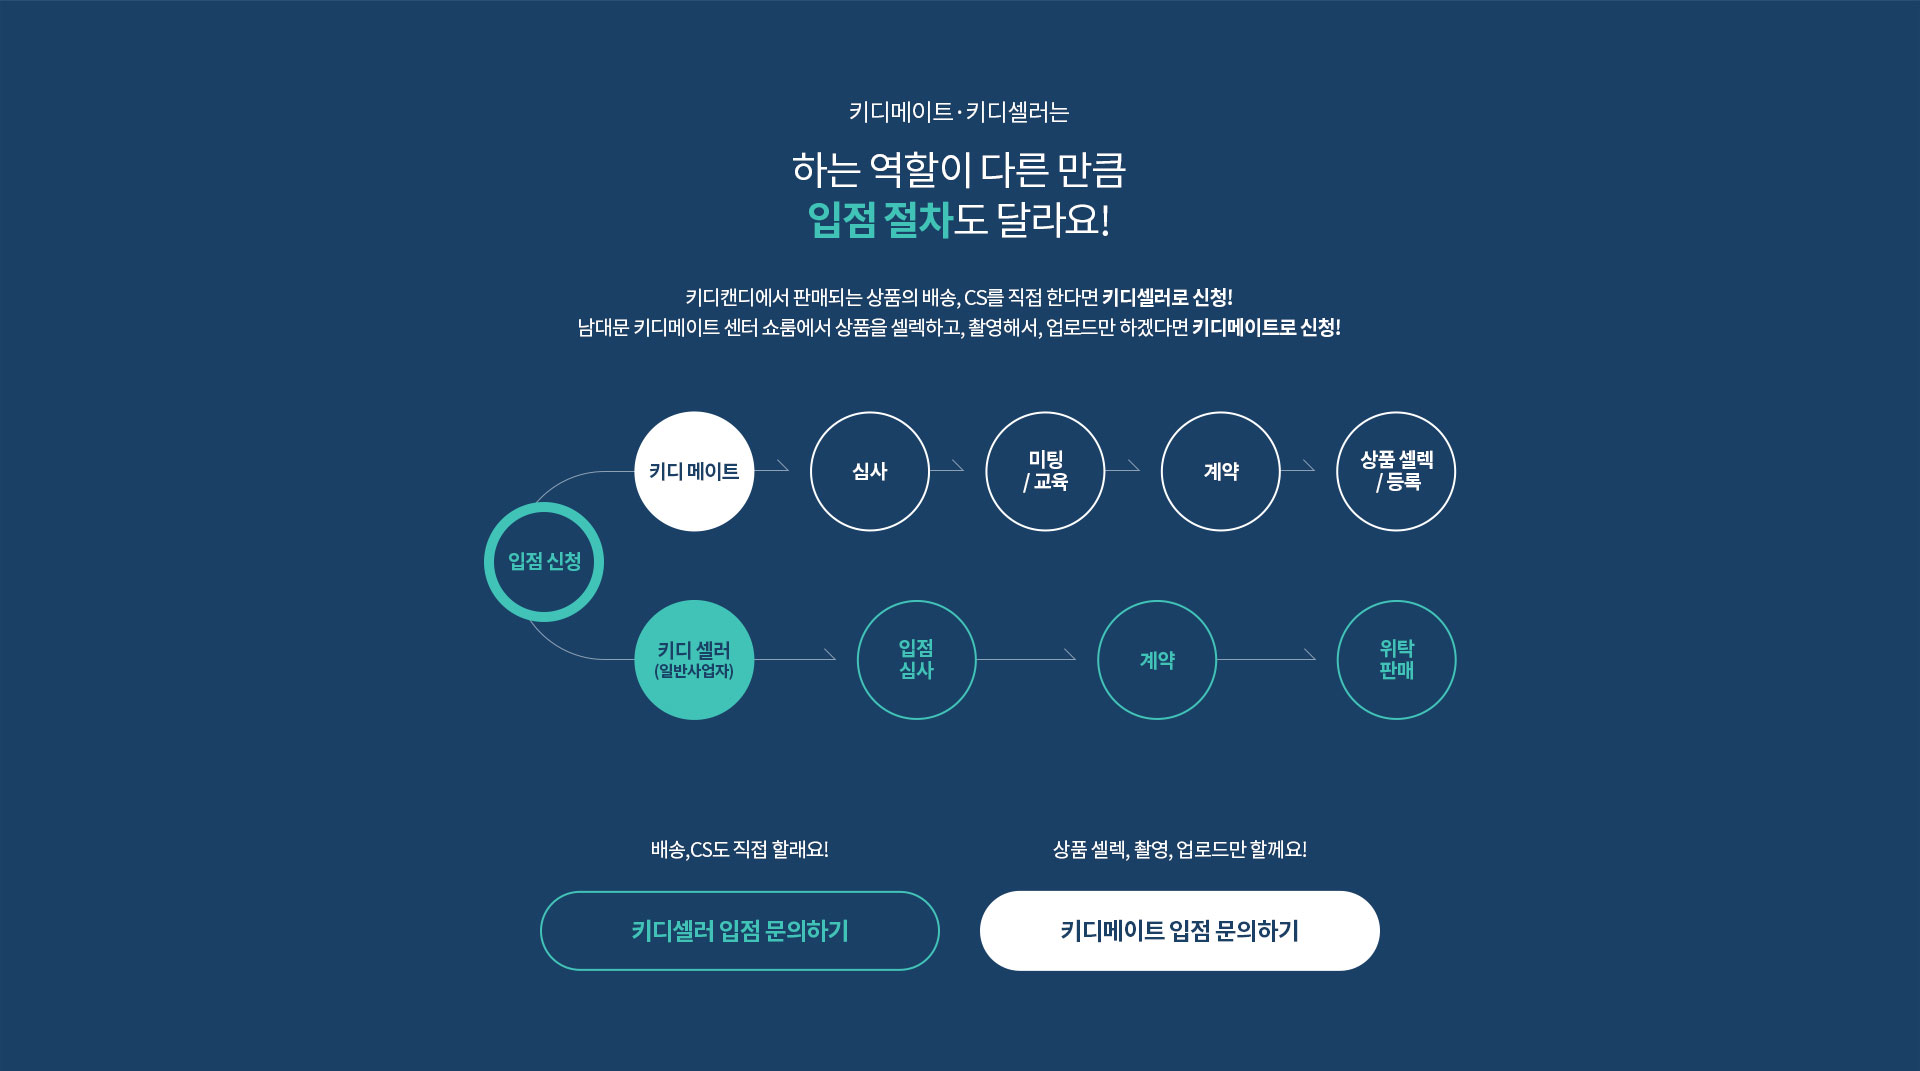 키디메이트·키디셀러는
하는 역할이 다른 만큼
입점 절차도 달라요!
키디캔디에서 판매되는 상품의 배송, CS를 직접 한다면 키디셀러로 신청!
남대문 키디메이트 센터 쇼룸에서 상품을 셀렉하고, 촬영해서, 업로드만 하겠다면 키디메이트로 신청!
입점 신청
키디 메이트
심사
미팅
/ 교육
계약
상품 셀렉
/ 등록
키디 셀러
(일반사업자)
입점
심사
계약
위탁
판매
배송,CS도 직접 할래요!
키디셀러 입점 문의하기
상품 셀렉, 촬영, 업로드만 할께요!
키디메이트 입점 문의하기